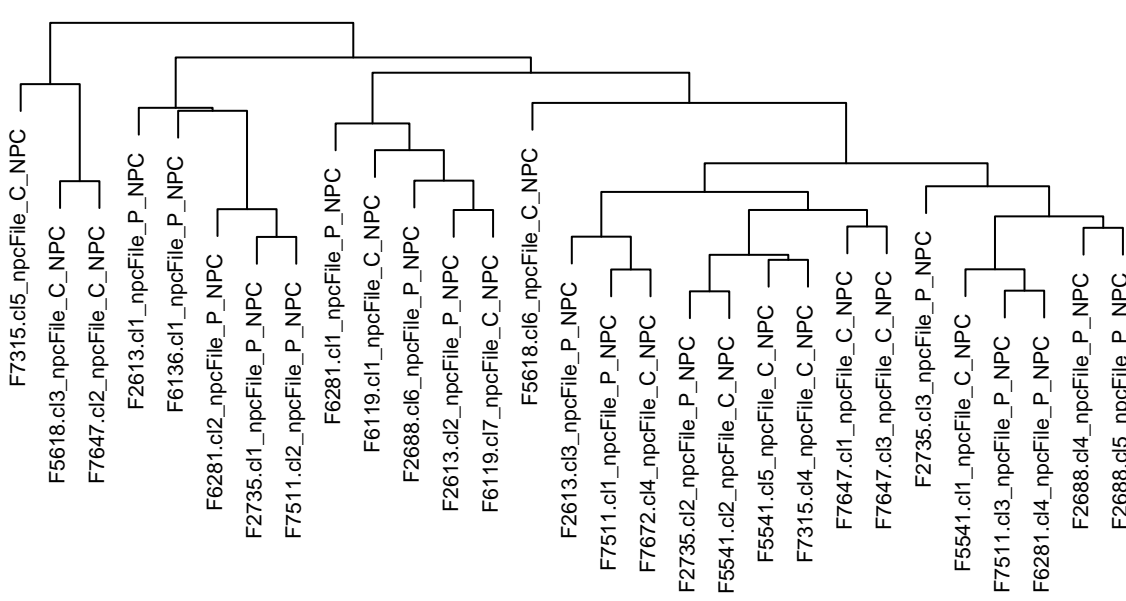 F7315.cl5_npcFile_C_NPC
F5618.cl3_npcFile_C_NPC
F7647.cl2_npcFile_C_NPC
F2613.cl1_npcFile_P_NPC
F6136.cl1_npcFile_P_NPC
F6281.cl2_npcFile_P_NPC
F2735.cl1_npcFile_P_NPC
F7511.cl2_npcFile_P_NPC
F6281.cl1_npcFile_P_NPC
F6119.cl1_npcFile_C_NPC
F2688.cl6_npcFile_P_NPC
F2613.cl2_npcFile_P_NPC
F6119.cl7_npcFile_C_NPC
F5618.cl6_npcFile_C_NPC
F2613.cl3_npcFile_P_NPC
F7511.cl1_npcFile_P_NPC
F7672.cl4_npcFile_C_NPC
F2735.cl2_npcFile_P_NPC
F5541.cl2_npcFile_C_NPC
F5541.cl5_npcFile_C_NPC
F7315.cl4_npcFile_C_NPC
F7647.cl1_npcFile_C_NPC
F7647.cl3_npcFile_C_NPC
F2735.cl3_npcFile_P_NPC
F5541.cl1_npcFile_C_NPC
F7511.cl3_npcFile_P_NPC
F6281.cl4_npcFile_P_NPC
F2688.cl4_npcFile_P_NPC
F2688.cl5_npcFile_P_NPC